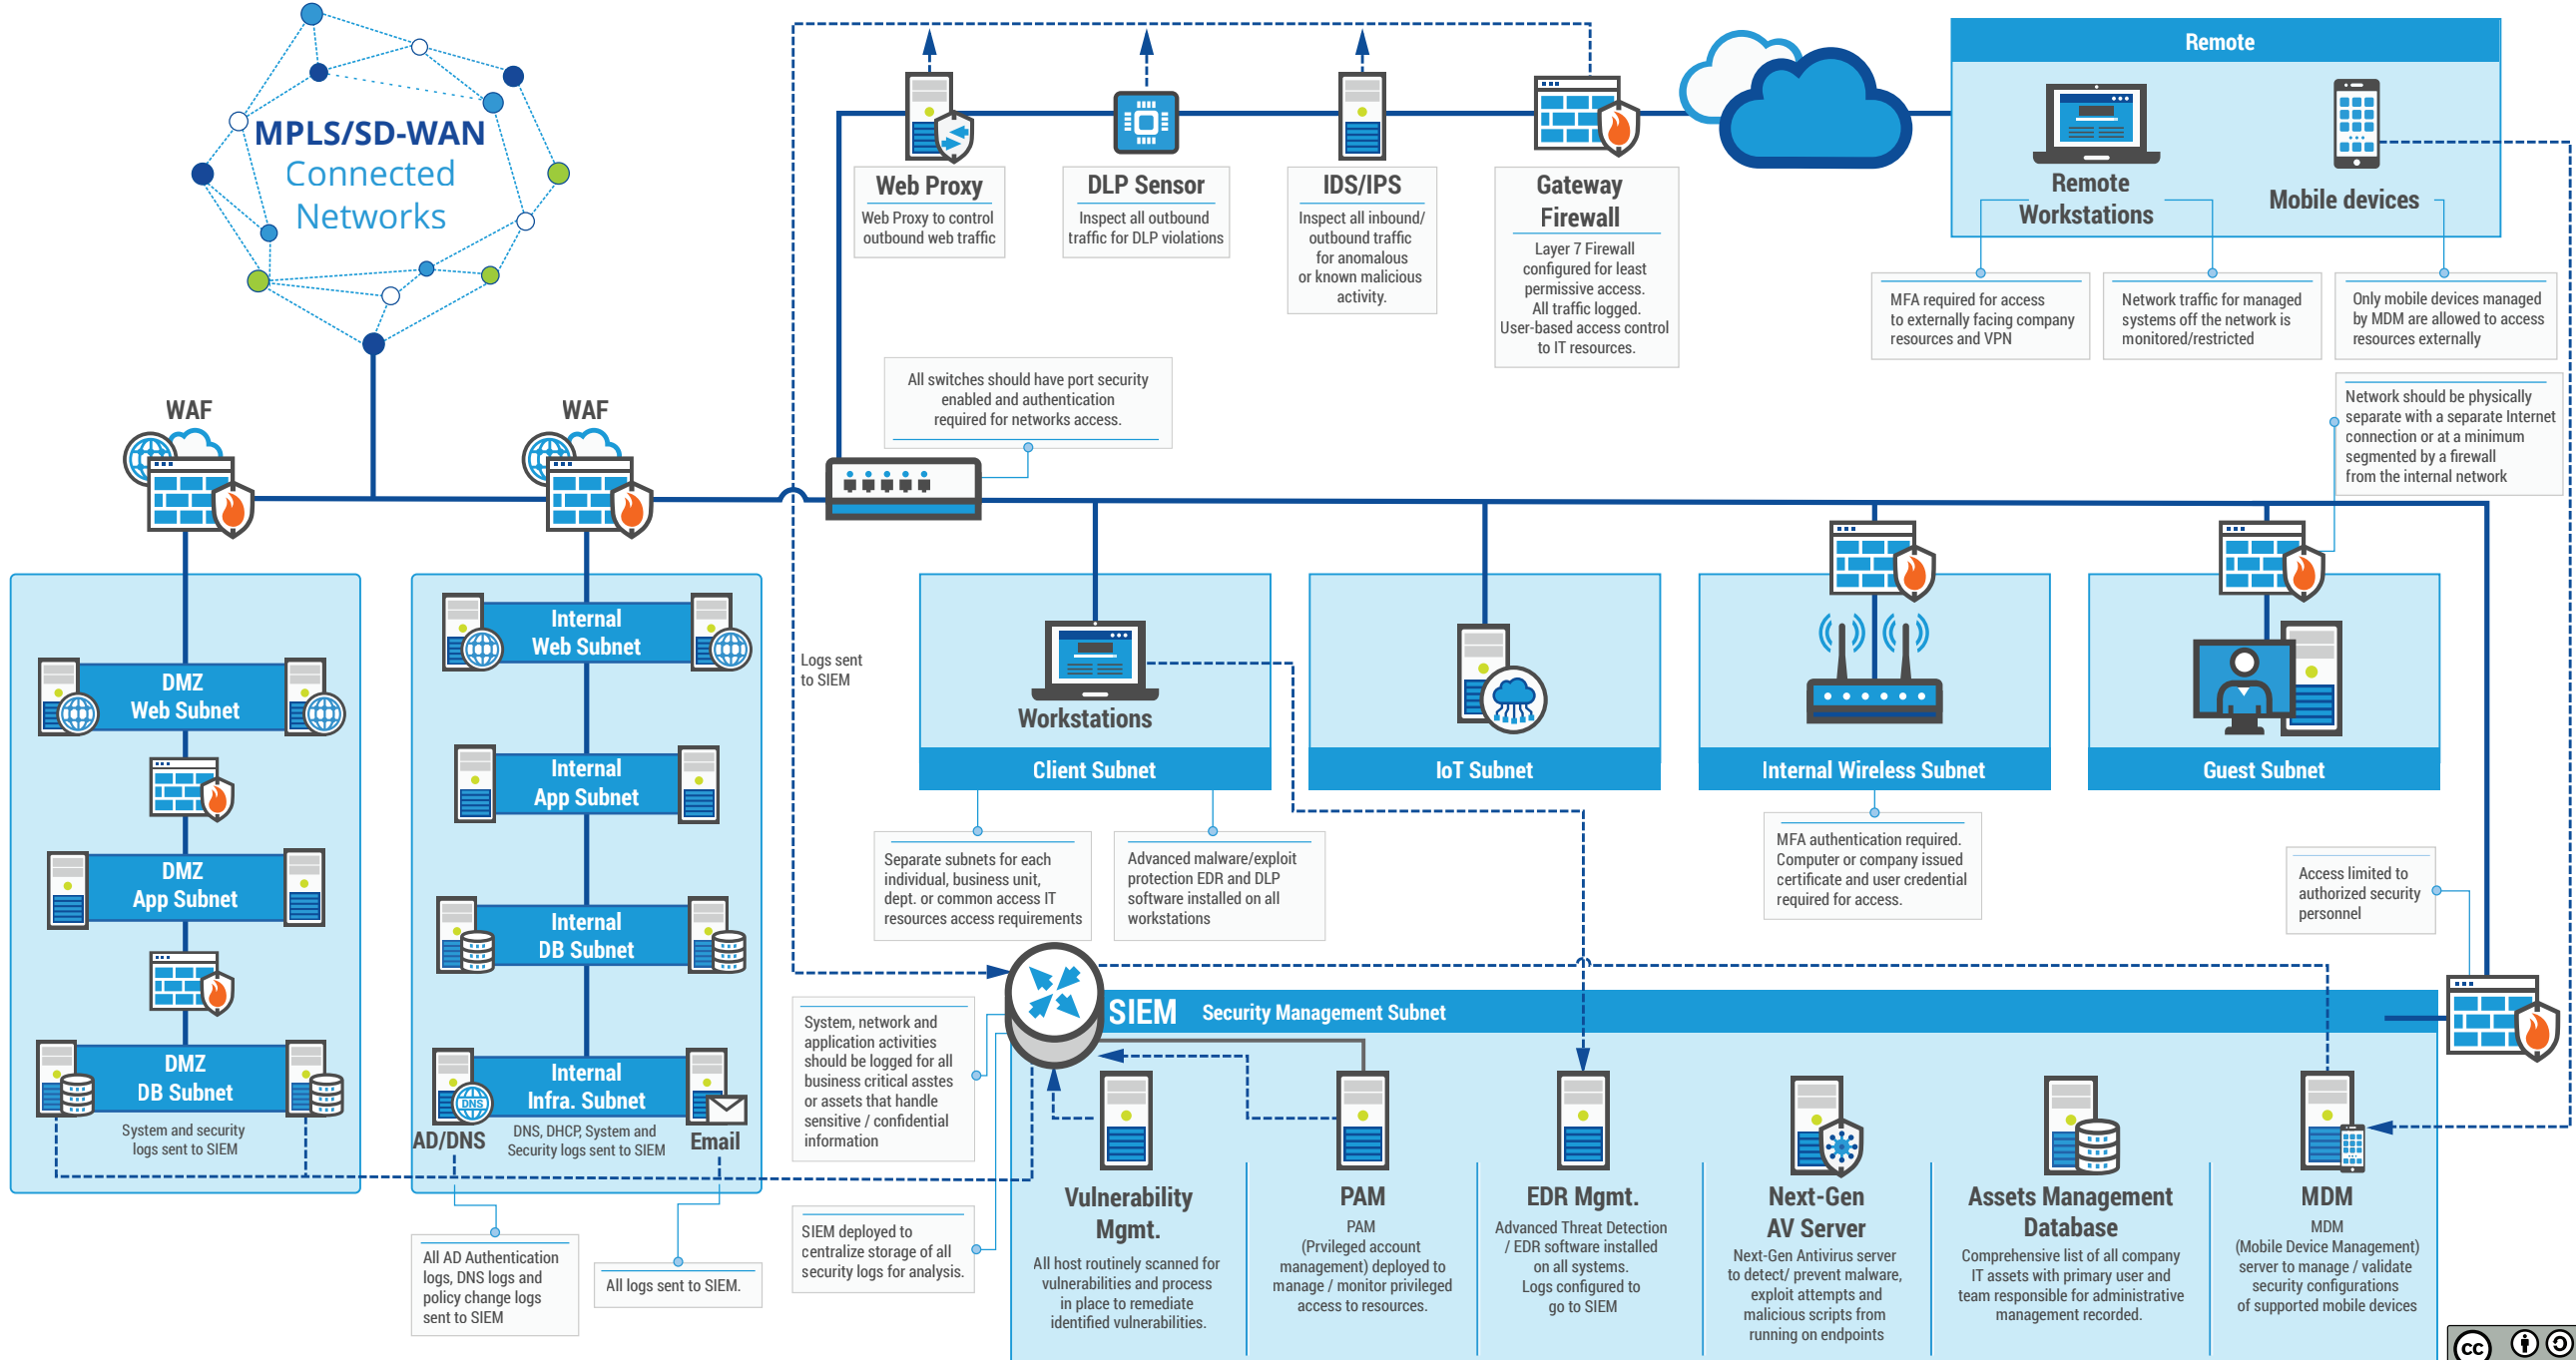 MPLS/SD-WAN
Connected
Networks
Web Proxy
Web Proxy to control
outbound web traffic
DLP Sensor
Inspect all outbound
traffic for DLP violations
IDS/IPS
Inspect all inbound/
outbound traffic
for anomalous
or known malicious
activity.
Gateway
Firewall
Layer 7 Firewall
configured for least
permissive access.
All traffic logged.
User-based access control
to IT resources.
Remote
Remote
Workstations
Mobile devices
MFA required for access
to externally facing company
resources and VPN
Network traffic for managed
systems off the network is
monitored/restricted
Only mobile devices managed
by MDM are allowed to access
resources externally
All switches should have port security
enabled and authentication
required for networks access.
Network should be physically
separate with a separate Internet
connection or at a minimum
segmented by a firewall
from the internal network
WAF
WAF
DMZ
Web Subnet
DMZ
App Subnet
DMZ
DB Subnet
System and security
logs sent to SIEM
Internal
Web Subnet
Internal
App Subnet
Internal
DB Subnet
Internal
Infra. Subnet
DNS
AD/DNS
DNS, DHCP, System and
Security logs sent to SIEM
Email
All AD Authentication
logs, DNS logs and
policy change logs
sent to SIEM
All logs sent to SIEM.
Logs sent
to SIEM
Workstations
Client Subnet
IoT Subnet
Internal Wireless Subnet
Guest Subnet
Separate subnets for each
individual, business unit,
dept. or common access IT
resources access requirements
Advanced malware/exploit
protection EDR and DLP
software installed on all
workstations
MFA authentication required.
Computer or company issued
certificate and user credential
required for access.
Access limited to
authorized security
personnel
System, network and
application activities
should be logged for all
business critical asstes
or assets that handle
sensitive / confidential
information
SIEM deployed to
centralize storage of all
security logs for analysis.
SIEM Security Management Subnet
Vulnerability
Mgmt.
All host routinely scanned for
vulnerabilities and process
in place to remediate
identified vulnerabilities.
PAM
PAM
(Prvileged account
management) deployed to
manage / monitor privileged
access to resources.
EDR Mgmt.
Advanced Threat Detection
/ EDR software installed
on all systems.
Logs configured to
go to SIEM
Next-Gen
AV Server
Next-Gen Antivirus server
to detect/ prevent malware,
exploit attempts and
malicious scripts from
running on endpoints
Assets Management
Database
Comprehensive list of all company
IT assets with primary user and
team responsible for administrative
management recorded.
MDM
MDM
(Mobile Device Management)
server to manage / validate
security configurations
of supported mobile devices
cc